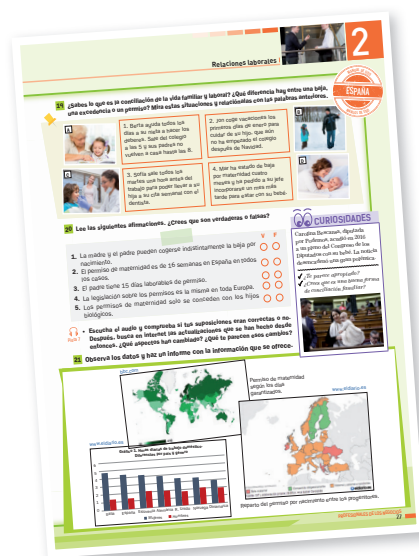 Relaciones laborales
2
19 ¿Sabes lo que es la conciliación de la vida familiar y laboral? ¿Qué diferencia hay entre una baja,
una excedencia o un permiso? Mira estas situaciones y relaciónalas con las palabras anteriores.
ESPAÑA
A
1. Berta ayuda todos los
días a su nieta a hacer los
deberes. Sale del colegio
a las 5 y sus padres no
vuelven a casa hasta las 8.
2. Jon coge vacaciones los
primeros días de enero para
cuidar de su hijo, que aún
no ha empezado el colegio
después de Navidad.
B
C
3. Sofía sale todos los
martes una hora antes del
trabajo para poder llevar a su
hija a su cita semanal con el
dentista.
4. Mar ha estado de baja
por maternidad cuatro
meses y ha pedido a su jefe
incorporarse un mes más
tarde para estar con su bebé.
D
20 Lee las siguientes afirmaciones. ¿Crees que son verdaderas o falsas?
V F
1. La madre y el padre pueden cogerse indistintamente la baja por
nacimiento.
2. El permiso de maternidad es de 16 semanas en España en todos
los casos.
3. El padre tiene 15 días laborables de permiso.
4. La legislación sobre los permisos es la misma en toda Europa.
5. Los permisos de maternidad solo se conceden con los hijos
biológicos.
CURIOSIDADES
Carolina Bescansa, diputada
por Podemos, acudió en 2016
a un pleno del Congreso de los
Diputados con su bebé. La noticia
desencadenó una gran polémica.
✓ ¿Te parece apropiado?
✓ ¿Crees que es una buena forma
de conciliación familiar?
• Escucha el audio y comprueba si tus suposiciones eran correctas o no.
Después, busca en internet las actualizaciones que se han hecho desde
entonces. ¿Qué aspectos han cambiado? ¿Qué te parecen esos cambios?
21 Observa los datos y haz un informe con la información que se ofrece.
Permiso de maternidad
según los días
garantizados.
Reparto del permiso por nacimiento entre los progenitores.
27